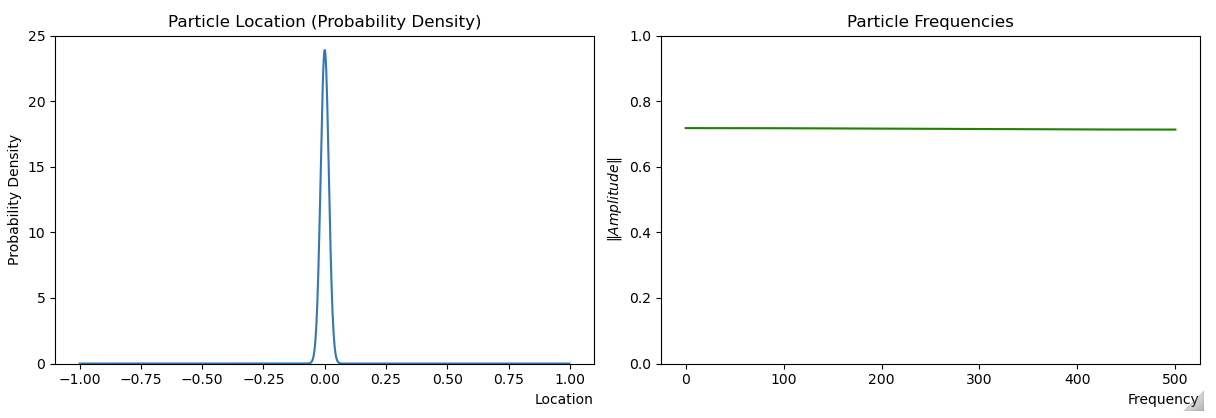 Particle Location (Probability Density)
25
20
15
10
5
0
Probability Density
−1.00 −0.75 −0.50 −0.25 0.00 0.25 0.50 0.75 1.00
Location
Particle Frequencies
1.0
0.8
0.6
0.4
0.2
0.0
‖Amplitude‖
0 100 200 300 400 500
Frequency